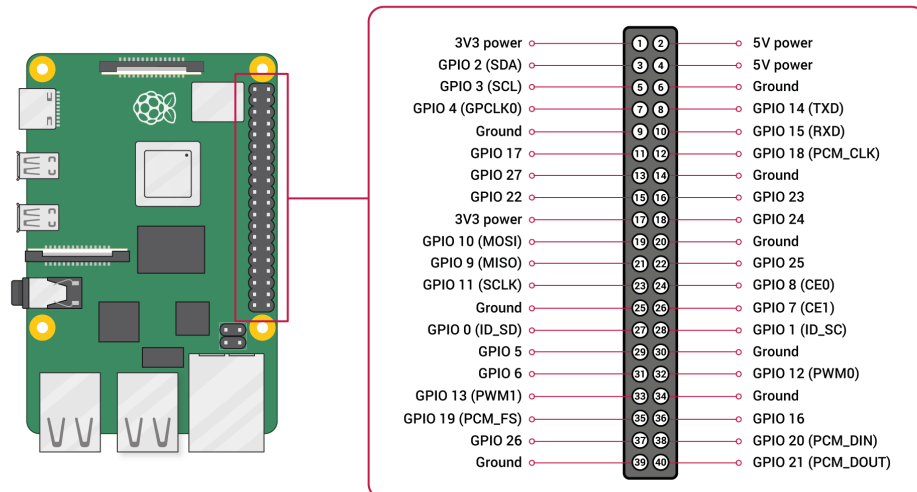 3V3 power 1 2 5V power
GPIO 2 (SDA) 3 4 5V power
GPIO 3 (SCL) 5 6 Ground
GPIO 4 (GPCLK0) 7 8 GPIO 14 (TXD)
Ground 9 10 GPIO 15 (RXD)
GPIO 17 11 12 GPIO 18 (PCM_CLK)
GPIO 27 13 14 Ground
GPIO 22 15 16 GPIO 23
3V3 power 17 18 GPIO 24
GPIO 10 (MOSI) 19 20 Ground
GPIO 9 (MISO) 21 22 GPIO 25
GPIO 11 (SCLK) 23 24 GPIO 8 (CE0)
Ground 25 26 GPIO 7 (CE1)
GPIO 0 (ID_SD) 27 28 GPIO 1 (ID_SC)
GPIO 5 29 30 Ground
GPIO 6 31 32 GPIO 12 (PWM0)
GPIO 13 (PWM1) 33 34 Ground
GPIO 19 (PCM_FS) 35 36 GPIO 16
GPIO 26 37 38 GPIO 20 (PCM_DIN)
Ground 39 40 GPIO 21 (PCM_DOUT)